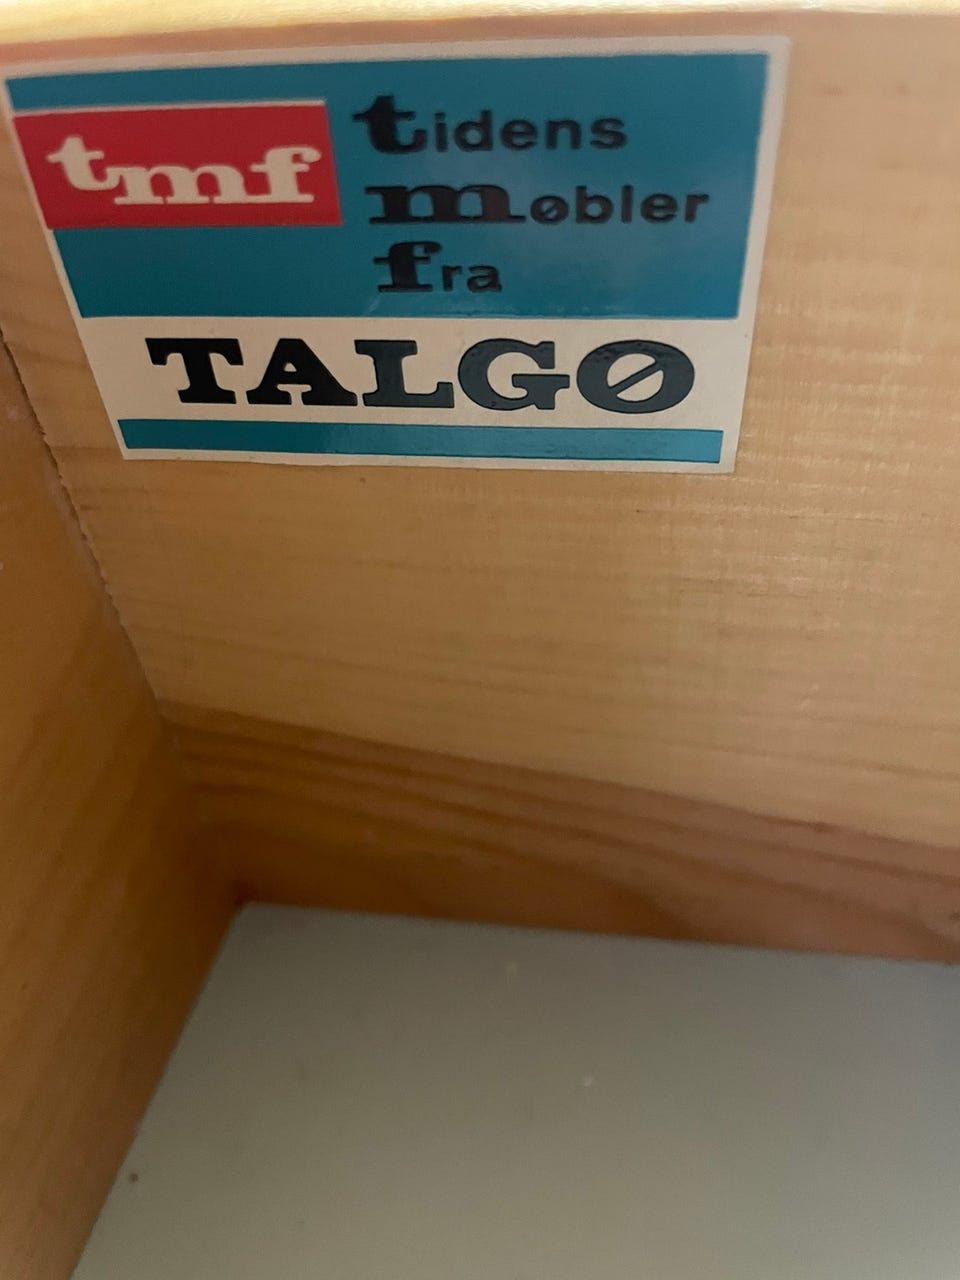 tmf
tidens
møbler
fra
TALGØ